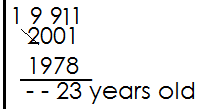 1 9 911
2001
1978
-- 23 years old